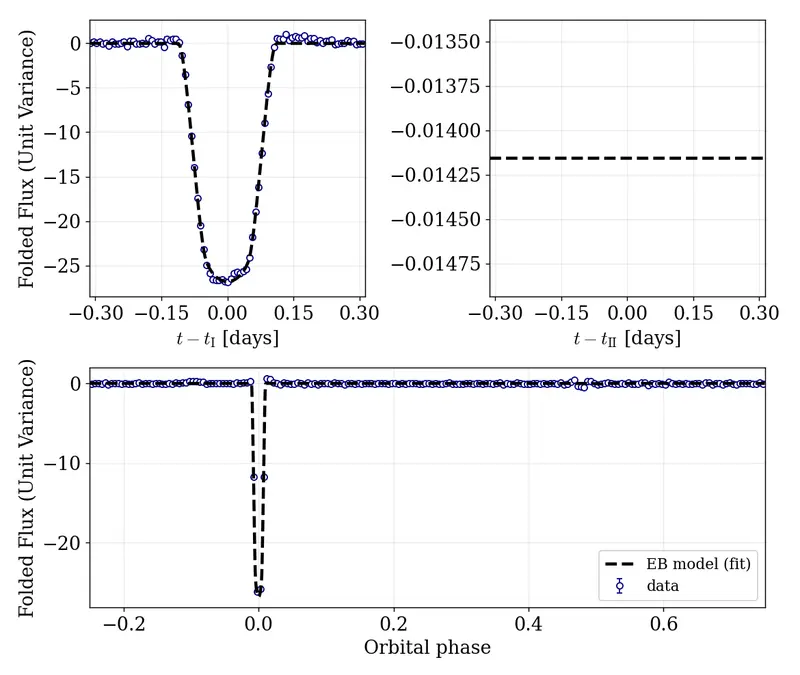 Folded Flux (Unit Variance)
0
−5
−10
−15
−20
−25
−0.30 −0.15 0.00 0.15 0.30
t − tI [days]
−0.01350
−0.01375
−0.01400
−0.01425
−0.01450
−0.01475
−0.30 −0.15 0.00 0.15 0.30
t − tII [days]
Folded Flux (Unit Variance)
0
−10
−20
−0.2 0.0 0.2 0.4 0.6
Orbital phase
EB model (fit)
data